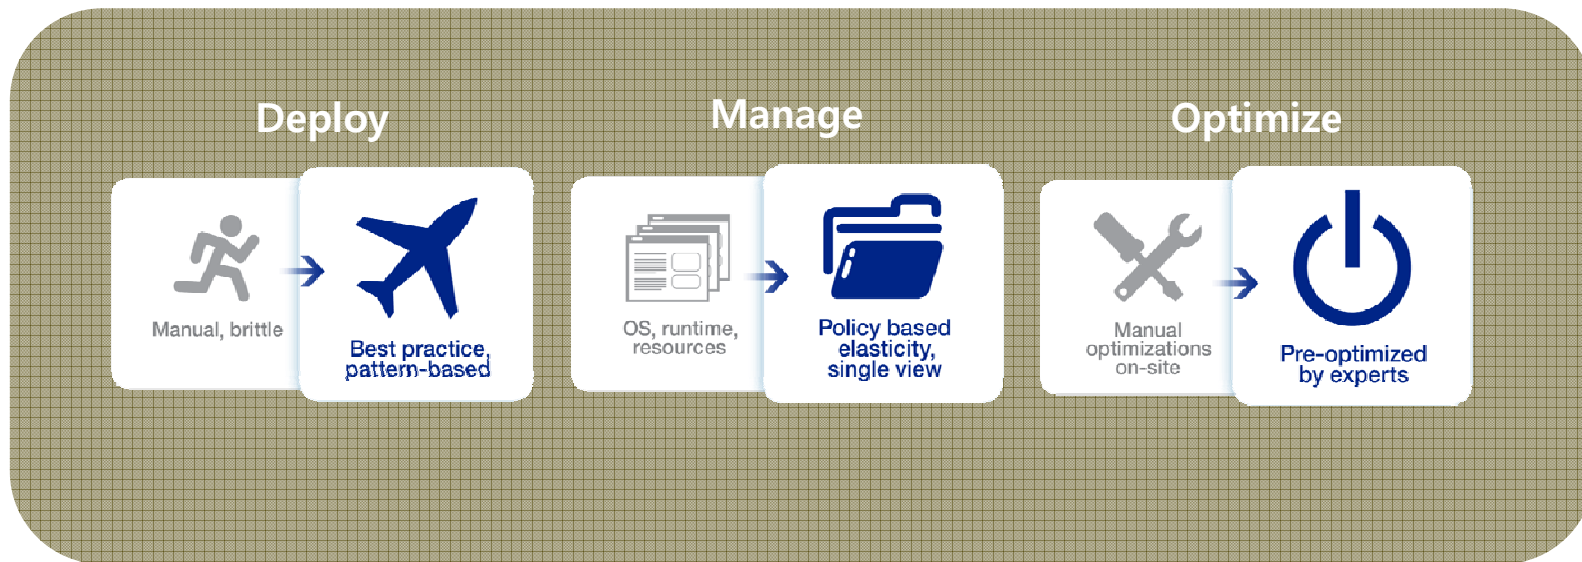 Deploy
Manual, brittle
Best practice,
pattern-based
Manage
OS, runtime,
resources
Policy based
elasticity,
single view
Optimize
Manual
optimizations
on-site
Pre-optimized
by experts